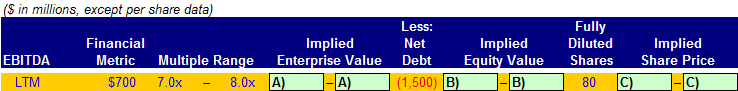 ($ in millions, except per share data)
Less: Fully
Financial Implied Net Implied Diluted Implied
EBITDA Metric Multiple Range Enterprise Value Debt Equity Value Shares Share Price
LTM $700 7.0x – 8.0x A) – A) (1,500) B) – B) 80 C) – C)